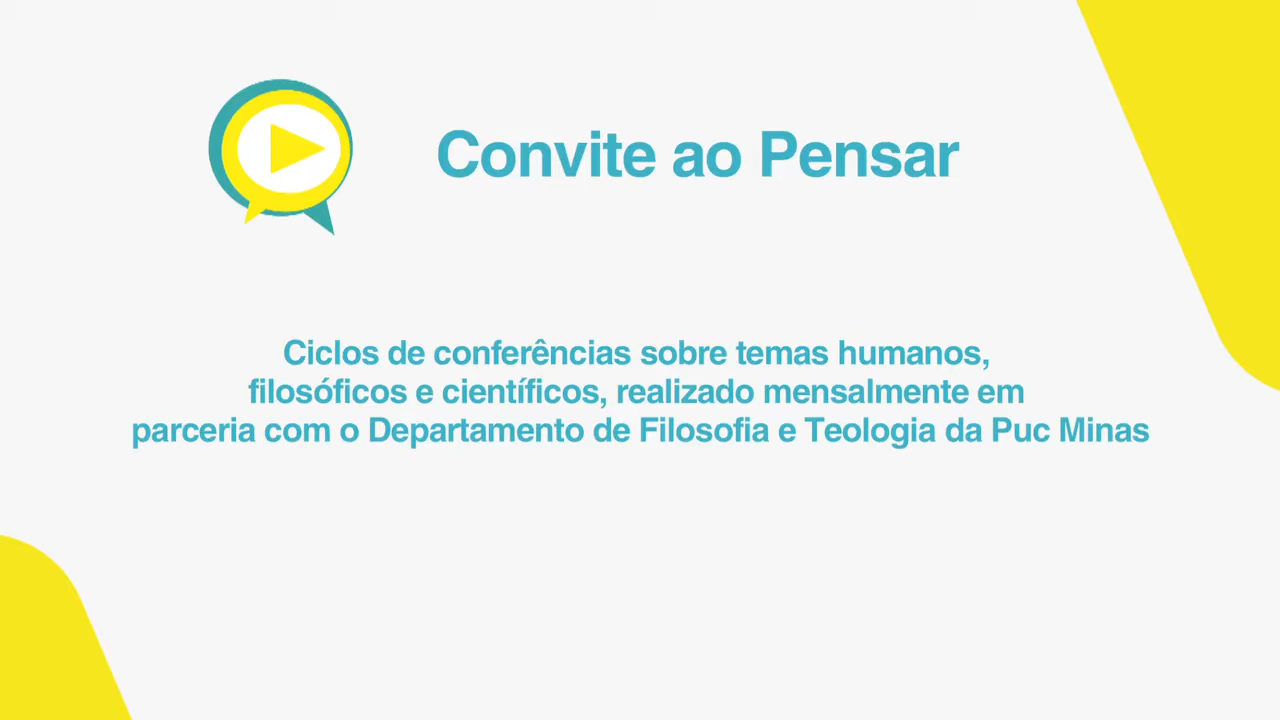 Convite ao Pensar
Ciclos de conferências sobre temas humanos,
filosóficos e científicos, realizado mensalmente em
parceria com o Departamento de Filosofia e Teologia da Puc Minas